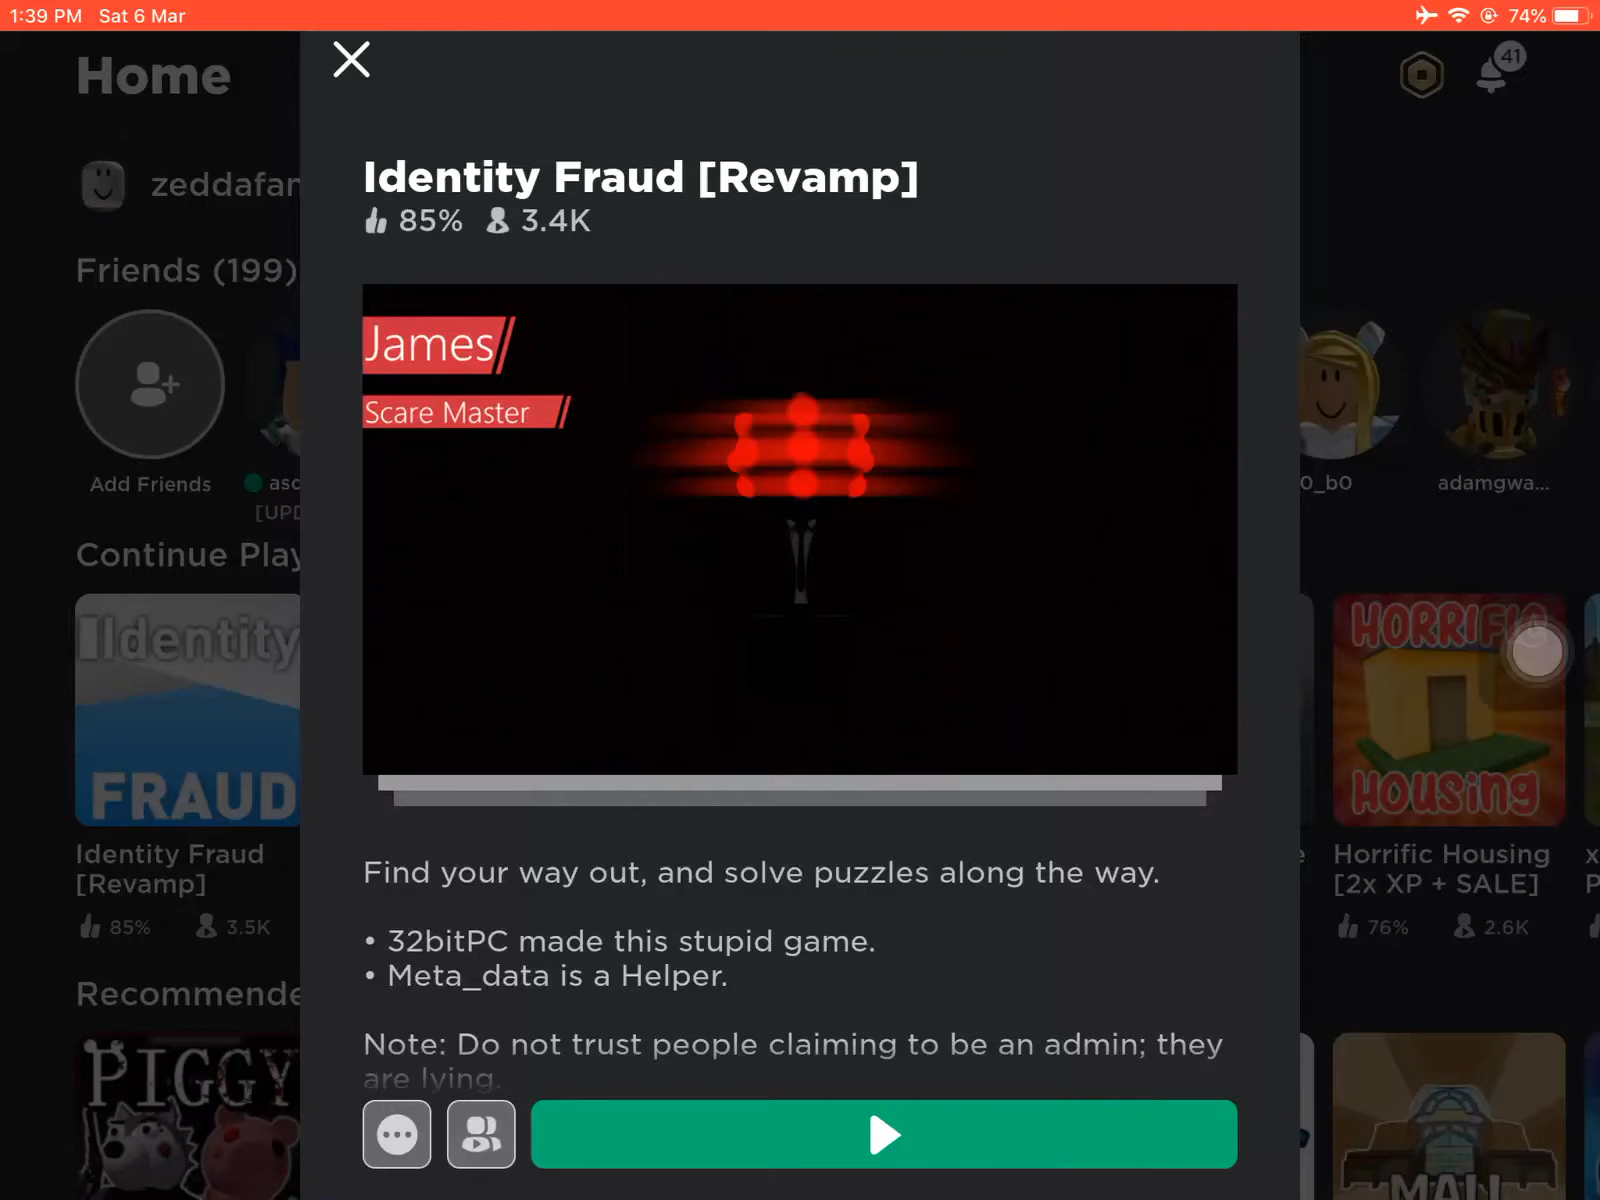 1:39 PM Sat 6 Mar
74%
Home
41
zeddafan
Friends (199)
Add Friends
asc
[UPD
0_b0
adamgwa...
Continue Play
Identity
FRAUD
Identity Fraud
[Revamp]
85% 3.5K
Recommende
PIGGY
Identity Fraud [Revamp]
85% 3.4K
James
Scare Master
Find your way out, and solve puzzles along the way.
• 32bitPC made this stupid game.
• Meta_data is a Helper.
Note: Do not trust people claiming to be an admin; they
are lying.
HORRIFIC
HOUSING
Horrific Housing
[2x XP + SALE]
76% 2.6K